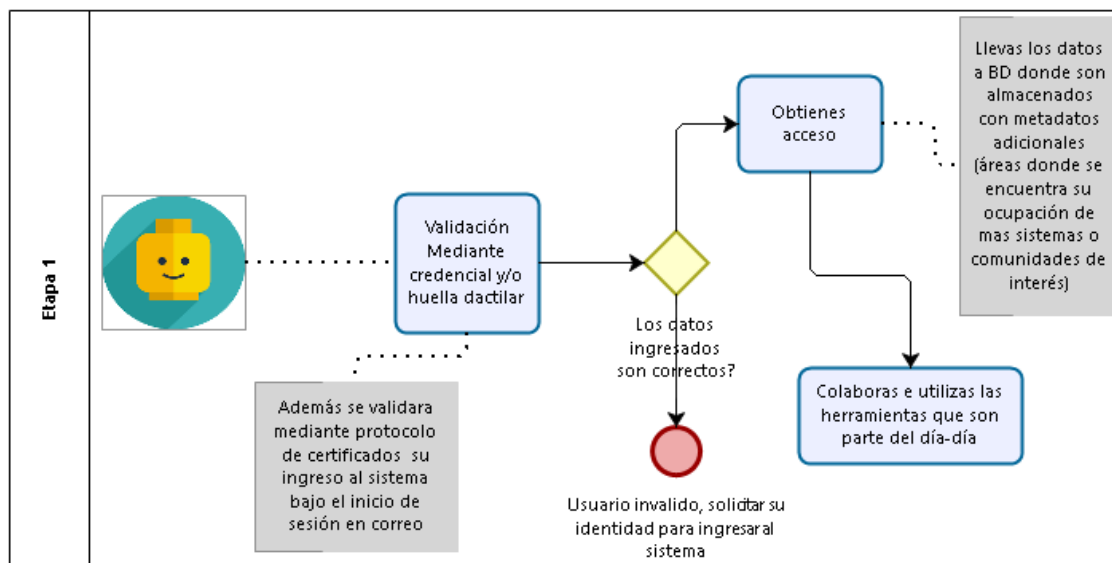 Etapa 1
Validación
Mediante
credencial y/o
huella dactilar
Además se validara
mediante protocolo
de certificados su
ingreso al sistema
bajo el inicio de
sesión en correo
Los datos
ingresados
son correctos?
Usuario invalido, solicitar su
identidad para ingresar al
sistema
Obtienes
acceso
Llevas los datos
a BD donde son
almacenados
con metadatos
adicionales
(áreas donde se
encuentra su
ocupación de
mas sistemas o
comunidades de
interés)
Colaboras e utilizas las
herramientas que son
parte del día-día